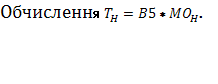 Обчислення T_H = B5 * MO_H.